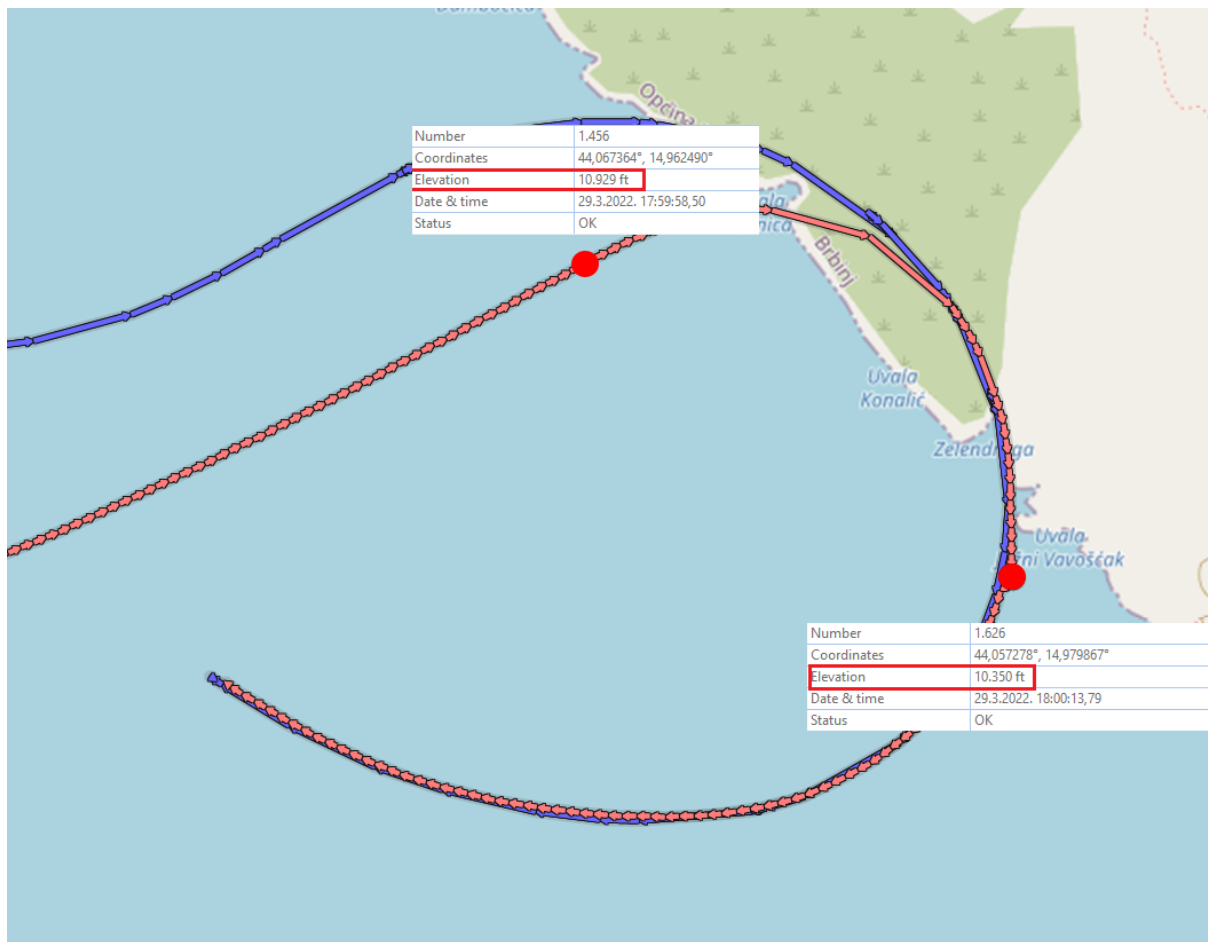 Općina
Number 1.456
Coordinates 44,067364°, 14,962490°
Elevation 10.929 ft
Date & time 29.3.2022. 17:59:58,50
Status OK
Brbinj
Uvala
Konalić
Uvala
Number 1.626
Coordinates 44,057278°, 14,979867°
Elevation 10.350 ft
Date & time 29.3.2022. 18:00:13,79
Status OK